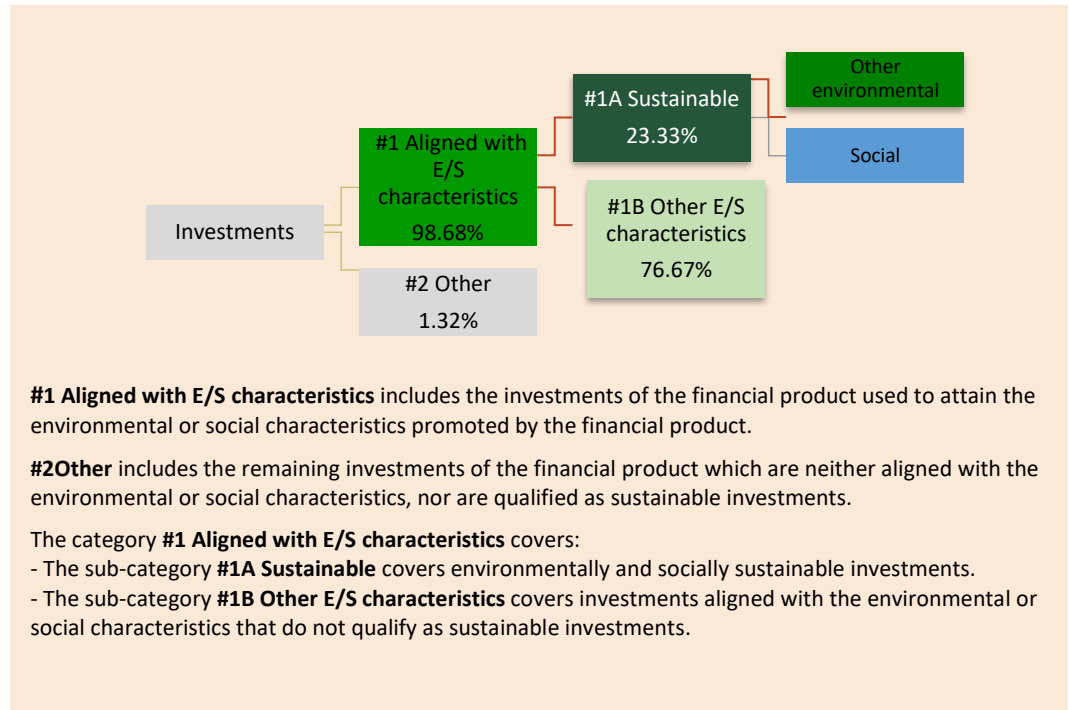 Investments
#1 Aligned with
E/S
characteristics
98.68%
#2 Other
1.32%
#1A Sustainable
23.33%
#1B Other E/S
characteristics
76.67%
Other
environmental
Social
#1 Aligned with E/S characteristics includes the investments of the financial product used to attain the
environmental or social characteristics promoted by the financial product.
#2Other includes the remaining investments of the financial product which are neither aligned with the
environmental or social characteristics, nor are qualified as sustainable investments.
The category #1 Aligned with E/S characteristics covers:
- The sub-category #1A Sustainable covers environmentally and socially sustainable investments.
- The sub-category #1B Other E/S characteristics covers investments aligned with the environmental or
social characteristics that do not qualify as sustainable investments.